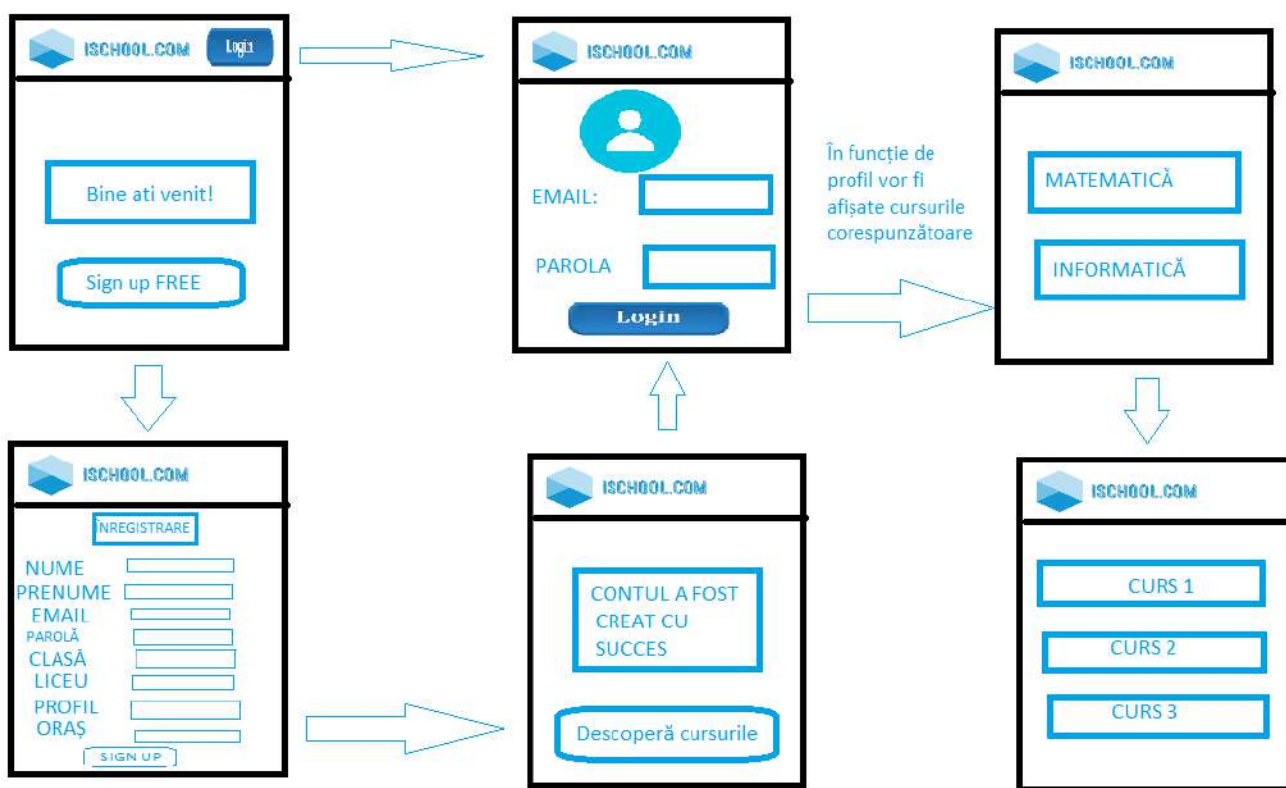 ISCHOOL.COM
Login
Bine ati venit!
Sign up FREE
ISCHOOL.COM
EMAIL:
PAROLA
Login
În funcție de
profil vor fi
afișate cursurile
corespunzătoare
ISCHOOL.COM
MATEMATICĂ
INFORMATICĂ
ISCHOOL.COM
ÎNREGISTRARE
NUME
PRENUME
EMAIL
PAROLĂ
CLASĂ
LICEU
PROFIL
ORAȘ
SIGN UP
ISCHOOL.COM
CONTUL A FOST
CREAT CU
SUCCES
Descoperă cursurile
ISCHOOL.COM
CURS 1
CURS 2
CURS 3